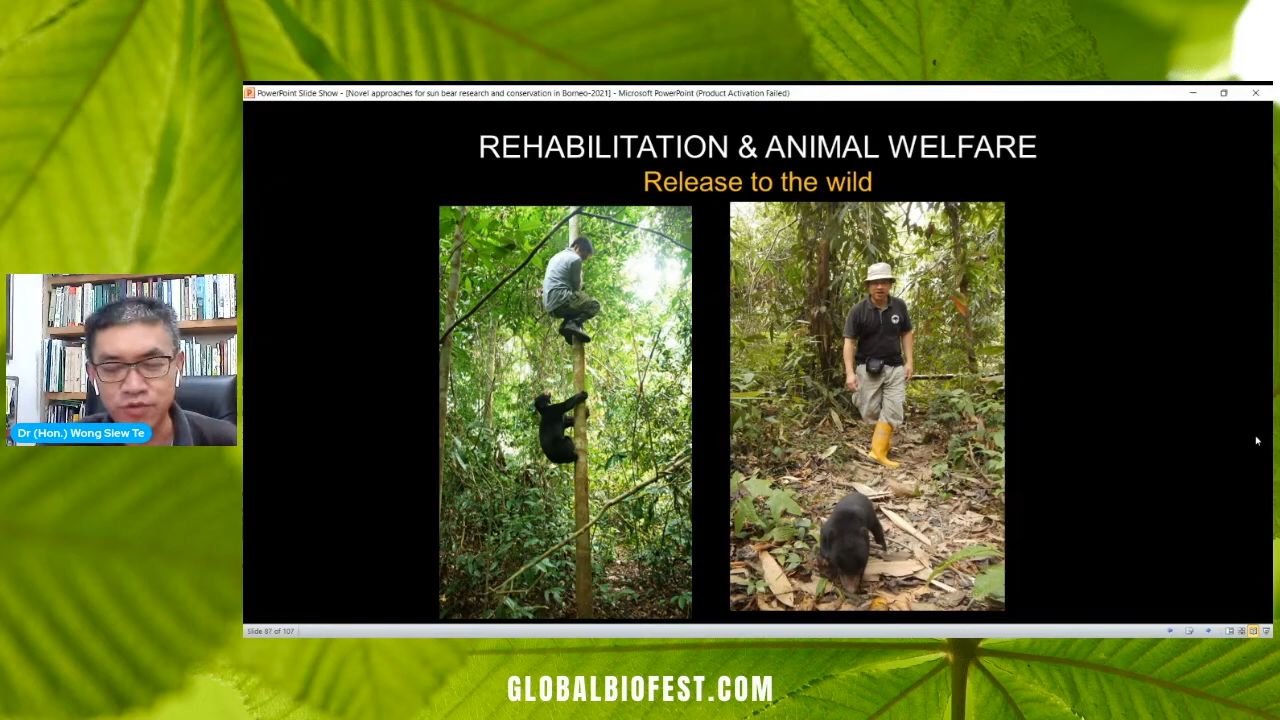 PowerPoint Slide Show - [Novel approaches for sun bear research and conservation in Borneo-2021] - Microsoft PowerPoint (Product Activation Failed)
REHABILITATION & ANIMAL WELFARE
Release to the wild
Dr (Hon.) Wong Siew Te
Slide 87 of 107
GLOBALBIOFEST.COM